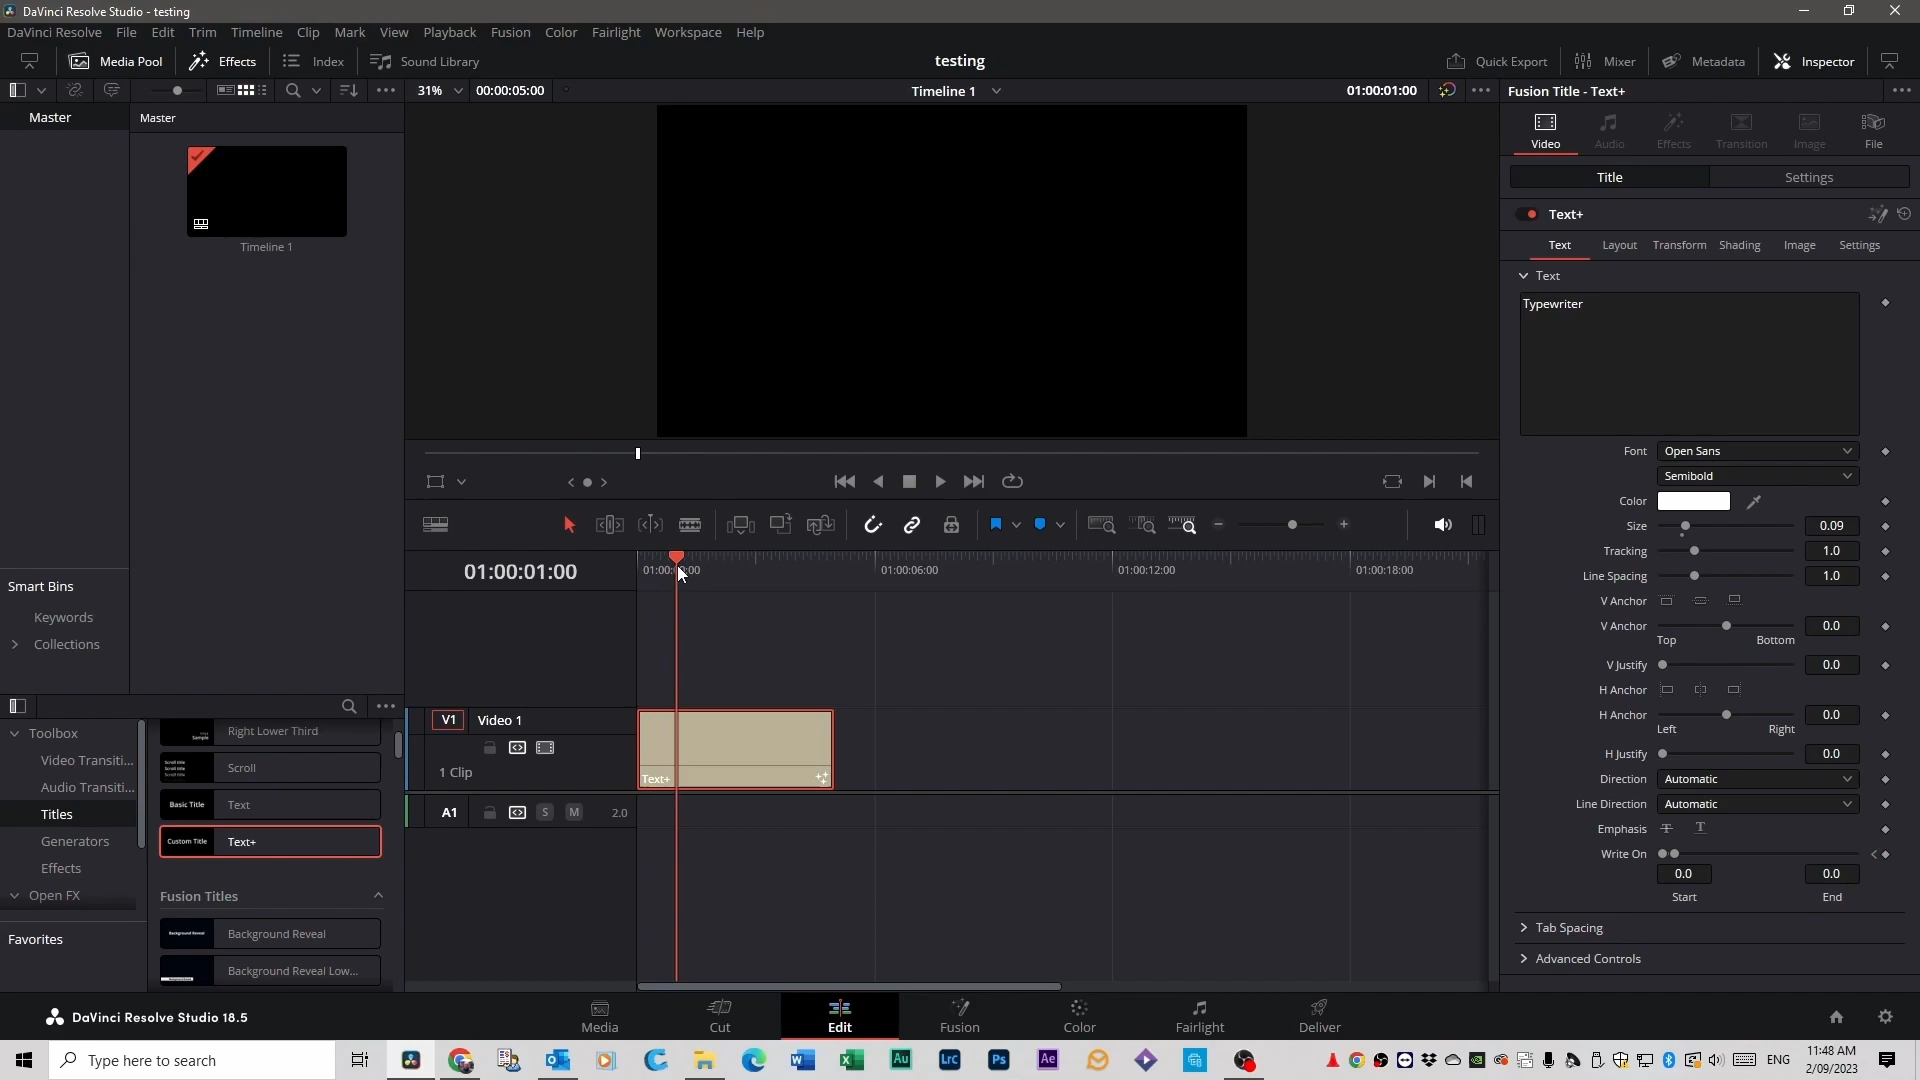 DaVinci Resolve Studio - testing
DaVinci Resolve File Edit Trim Timeline Clip Mark View Playback Fusion Color Fairlight Workspace Help
Media Pool Effects Index Sound Library testing Quick Export Mixer Metadata Inspector
31% 00:00:05:00 Timeline 1 01:00:01:00 Fusion Title - Text+
Master Master
Timeline 1
Video Audio Effects Transition Image File
Title Settings
Text+
Text Layout Transform Shading Image Settings
Text
Typewriter
Font Open Sans
Semibold
Color
Size 0.09
Tracking 1.0
Line Spacing 1.0
V Anchor
V Anchor 0.0
Top Bottom
V Justify 0.0
H Anchor
H Anchor 0.0
Left Right
H Justify 0.0
Direction Automatic
Line Direction Automatic
Emphasis
Write On
0.0 0.0
Start End
Tab Spacing
Advanced Controls
01:00:01:00
01:00:06:00 01:00:12:00 01:00:18:00
V1 Video 1
1 Clip
Text+
A1 S M 2.0
Smart Bins
Keywords
Collections
Toolbox
Video Transiti...
Audio Transiti...
Titles
Generators
Effects
Open FX
Favorites
Right Lower Third
Scroll
Basic Title Text
Custom Title Text+
Fusion Titles
Background Reveal
Background Reveal Low...
DaVinci Resolve Studio 18.5
Media Cut Edit Fusion Color Fairlight Deliver
Type here to search
Au Lrc Ps Ae
ENG
11:48 AM
2/09/2023